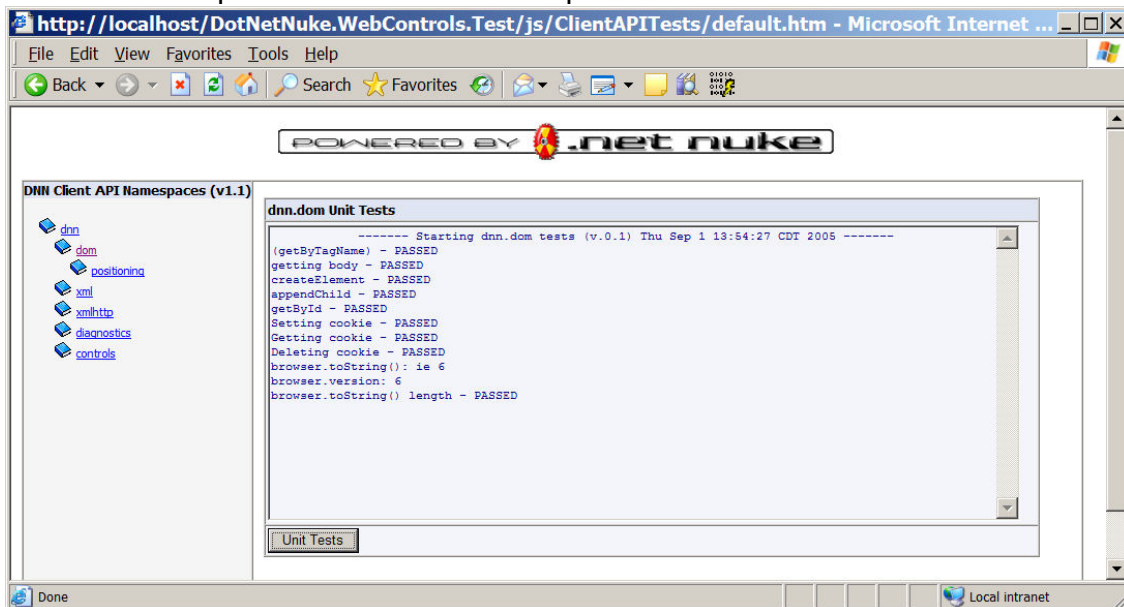 http://localhost/DotNetNuke.WebControls.Test/js/ClientAPITests/default.htm - Microsoft Internet ...
File Edit View Favorites Tools Help
Back Search Favorites
POWERED BY .net nuke
DNN Client API Namespaces (v1.1)
dnn
dom
positioning
xml
xmlhttp
diagnostics
controls
dnn.dom Unit Tests
------- Starting dnn.dom tests (v.0.1) Thu Sep 1 13:54:27 CDT 2005 -------
(getByTagName) - PASSED
getting body - PASSED
createElement - PASSED
appendChild - PASSED
getById - PASSED
Setting cookie - PASSED
Getting cookie - PASSED
Deleting cookie - PASSED
browser.toString(): ie 6
browser.version: 6
browser.toString() length - PASSED
Unit Tests
Done Local intranet